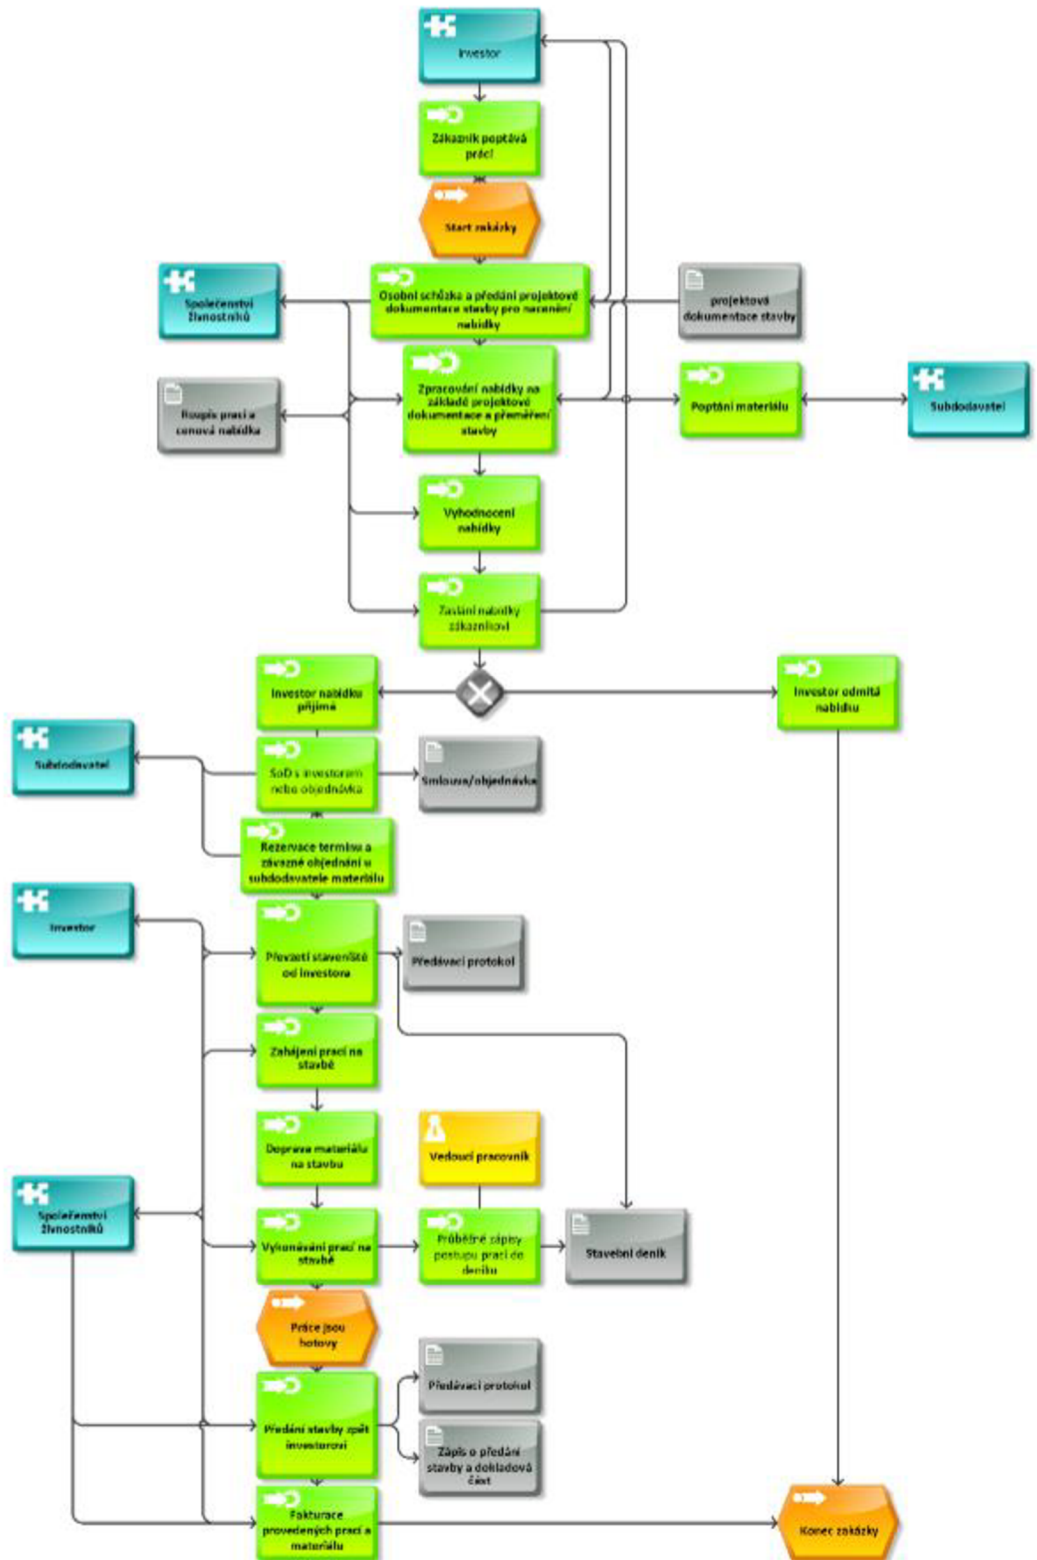 Investor
Zákazník poptává
práci
Start zakázky
Společenství
živnostníků
Osobní schůzka a předání projektové
dokumentace stavby pro nacenění
nabídky
projektová
dokumentace stavby
Soupis prací a
cenová nabídka
Zpracování nabídky na
základě projektové
dokumentace a přeměření
stavby
Poptání materiálu
Subdodavatel
Vyhodnocení
nabídky
Zaslání nabídky
zákazníkovi
Investor nabídku
přijímá
Investor odmítá
nabídku
Subdodavatel
SoD s investorem
nebo objednávka
Smlouva/objednávka
Rezervace termínu a
závazné objednání u
subdodavatele materiálu
Investor
Převzetí staveniště
od investora
Předávací protokol
Zahájení prací na
stavbě
Doprava materiálu
na stavbu
Vedoucí pracovník
Společenství
živnostníků
Vykonávání prací na
stavbě
Průběžné zápisy
postupu prací do
deníku
Stavební deník
Práce jsou
hotovy
Předávací protokol
Předání stavby zpět
investorovi
Zápis o předání
stavby a dokladová
část
Fakturace
provedených prací a
materiálu
Konec zakázky